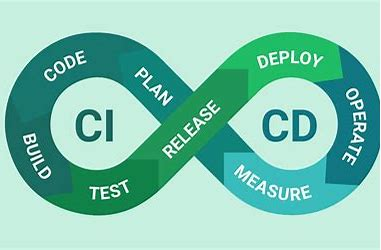 PLAN
CODE
BUILD
TEST
RELEASE
DEPLOY
OPERATE
MEASURE
CI
CD